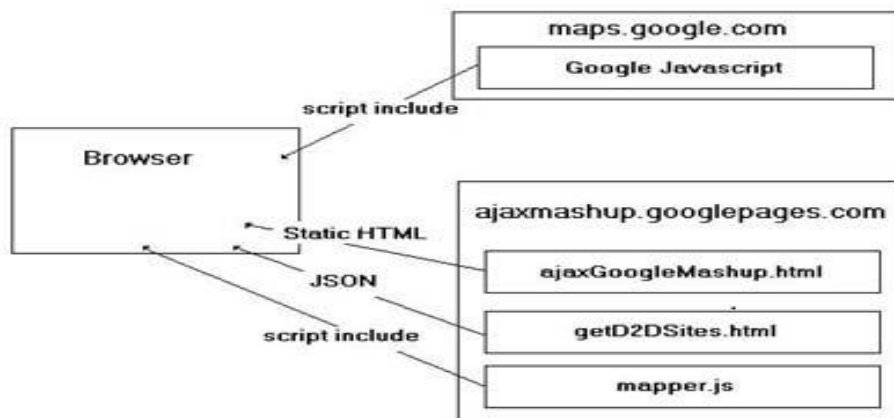 maps.google.com
Google Javascript
script include
Browser
ajaxmashup.googlepages.com
Static HTML
ajaxGoogleMashup.html
JSON
getD2DSites.html
script include
mapper.js